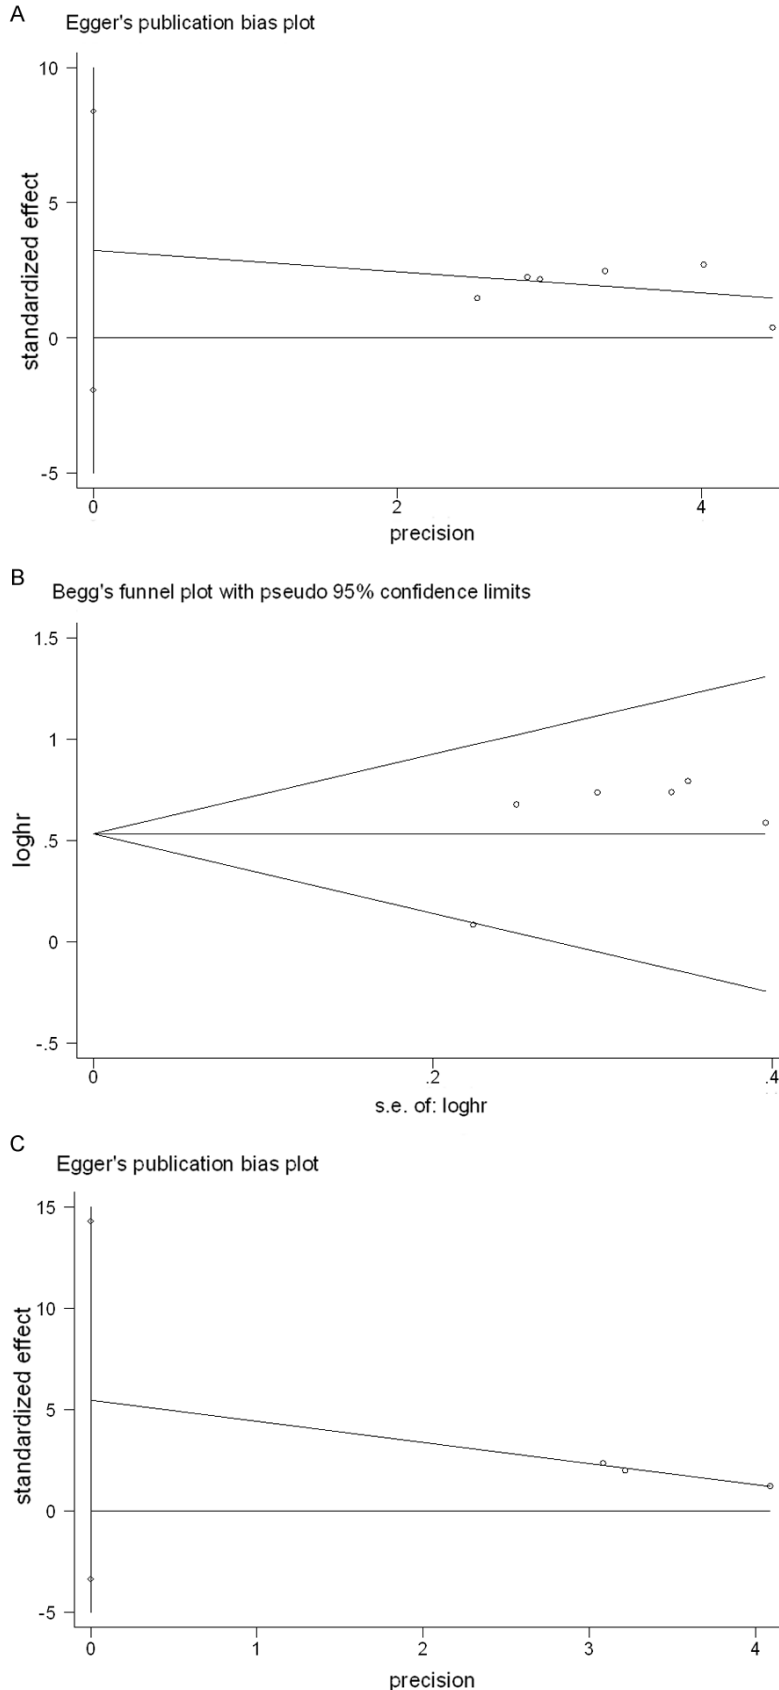 A
Egger's publication bias plot
10
5
0
-5
standardized effect
0 2 4
precision
B
Begg's funnel plot with pseudo 95% confidence limits
1.5
1
.5
0
-.5
loghr
0 .2 .4
s.e. of: loghr
C
Egger's publication bias plot
15
10
5
0
-5
standardized effect
0 1 2 3 4
precision